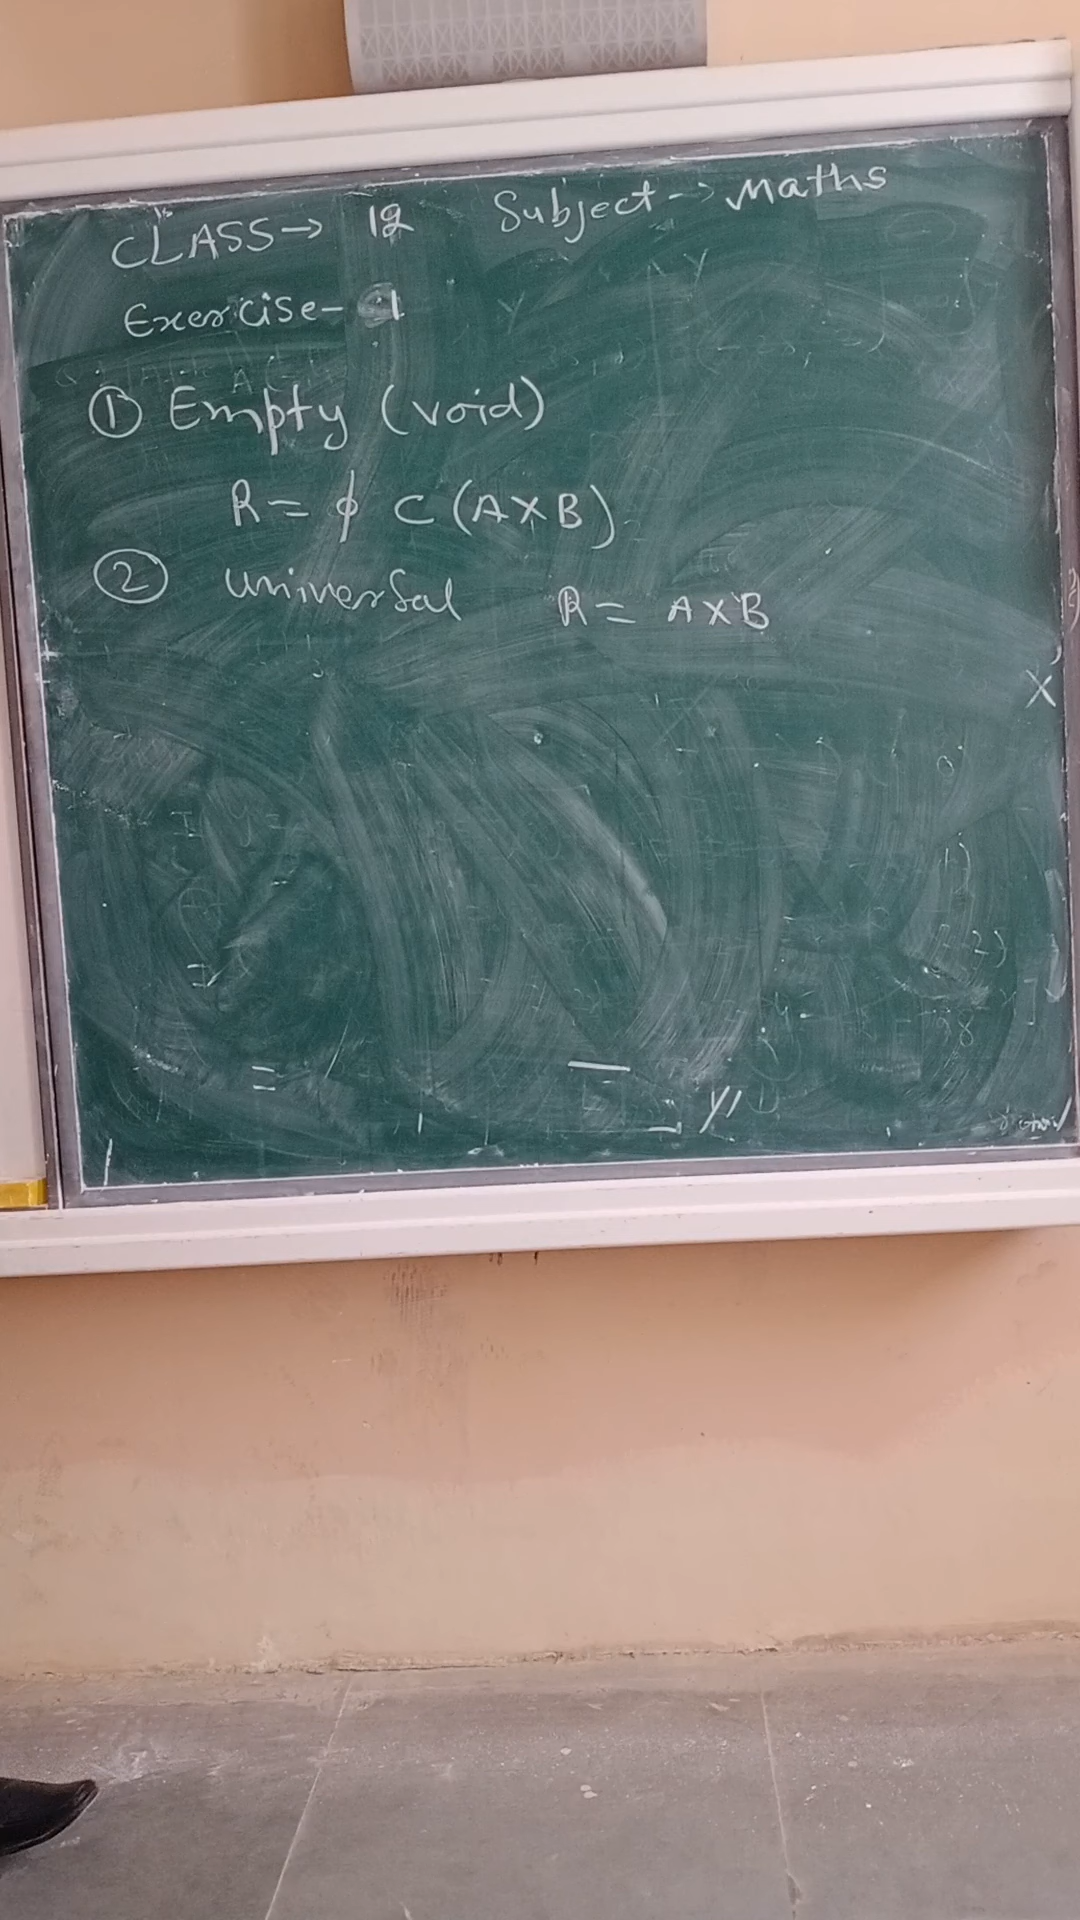 CLASS→ 12 Subject→ Maths
Exercise-1
① Empty (void)
R = ϕ ⊂ (A×B)
② universal R = A×B
X